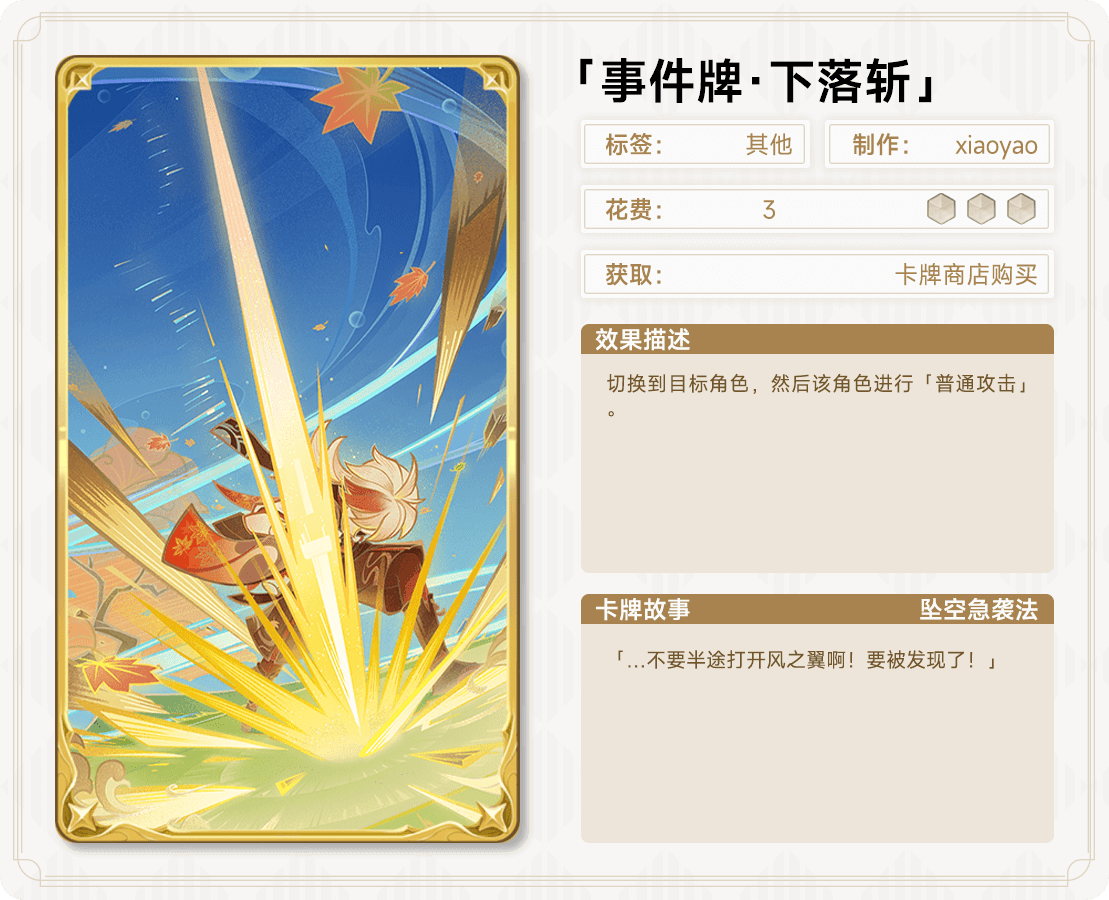 「事件牌·下落斩」
标签： 其他 制作： xiaoyao
花费： 3
获取： 卡牌商店购买
效果描述
切换到目标角色，然后该角色进行「普通攻击」
。
卡牌故事 坠空急袭法
「...不要半途打开风之翼啊！要被发现了！」